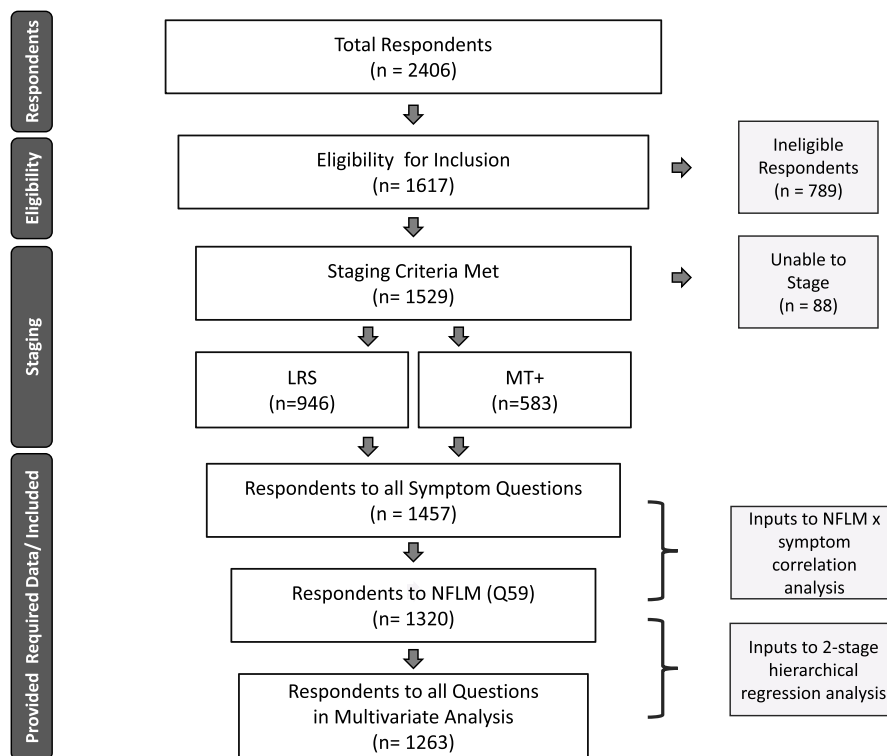 Respondents
Total Respondents
(n = 2406)
Eligibility
Eligibility for Inclusion
(n= 1617)
Ineligible
Respondents
(n = 789)
Staging
Staging Criteria Met
(n= 1529)
Unable to
Stage
(n = 88)
LRS
(n=946)
MT+
(n=583)
Provided Required Data/ Included
Respondents to all Symptom Questions
(n = 1457)
Inputs to NFLM x
symptom
correlation
analysis
Respondents to NFLM (Q59)
(n= 1320)
Inputs to 2-stage
hierarchical
regression analysis
Respondents to all Questions
in Multivariate Analysis
(n= 1263)